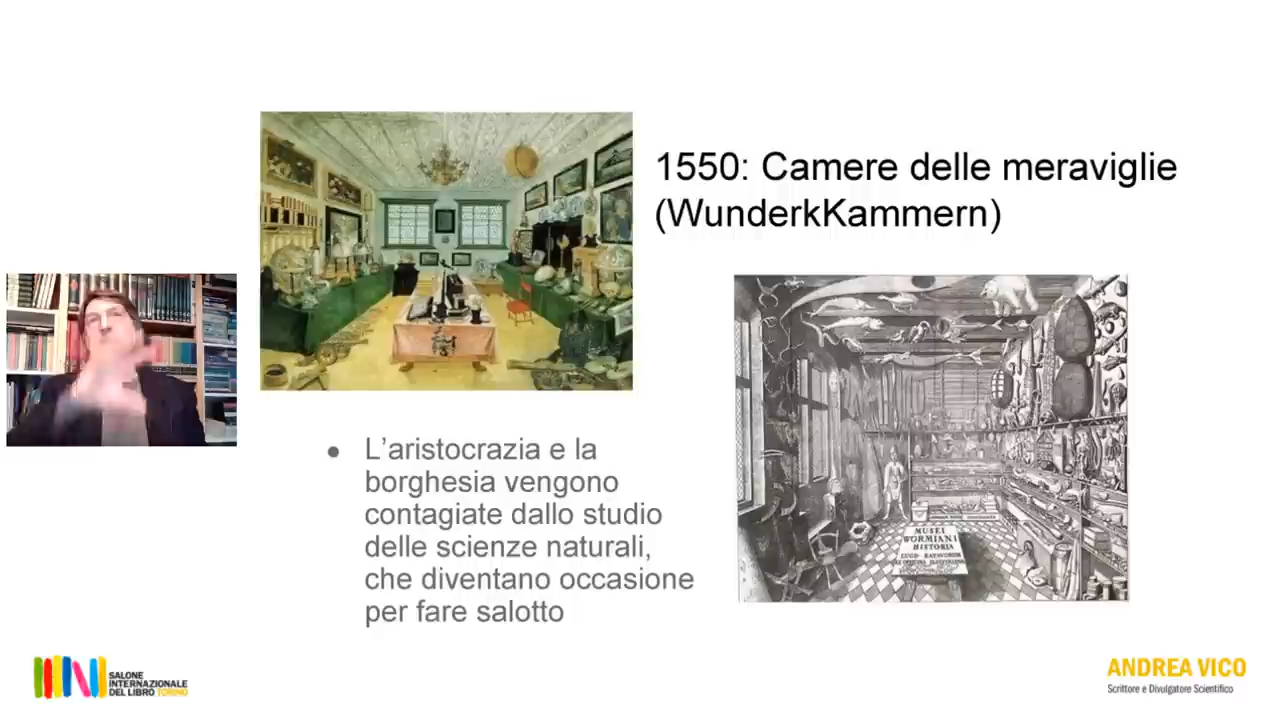 1550: Camere delle meraviglie
(WunderkKammern)
L’aristocrazia e la
borghesia vengono
contagiate dallo studio
delle scienze naturali,
che diventano occasione
per fare salotto
MUSEI
WORMIANI
HISTORIA
SALONE
INTERNAZIONALE
DEL LIBRO TORINO
ANDREA VICO
Scrittore e Divulgatore Scientifico